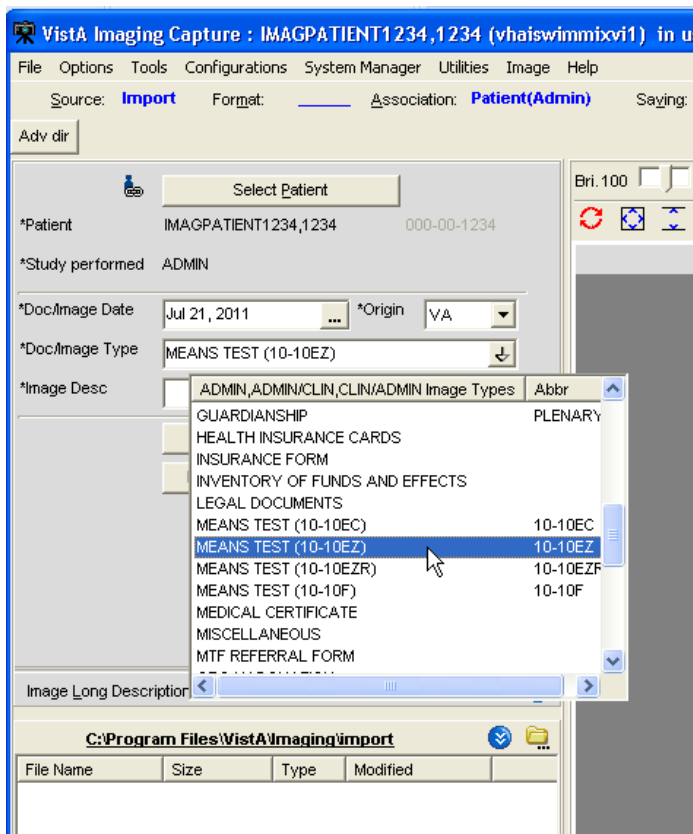 VistA Imaging Capture : IMAGPATIENT1234,1234 (vhaiswimmixvi1) in u
File Options Tools Configurations System Manager Utilities Image Help
Source: Import Format: ______ Association: Patient(Admin) Saving:
Adv dir
Select Patient
Bri. 100
*Patient IMAGPATIENT1234,1234 000-00-1234
*Study performed ADMIN
*Doc/Image Date Jul 21, 2011 ... *Origin VA
*Doc/Image Type MEANS TEST (10-10EZ)
*Image Desc
ADMIN,ADMIN/CLIN,CLIN/ADMIN Image Types Abbr
GUARDIANSHIP PLENARY
HEALTH INSURANCE CARDS
INSURANCE FORM
INVENTORY OF FUNDS AND EFFECTS
LEGAL DOCUMENTS
MEANS TEST (10-10EC) 10-10EC
MEANS TEST (10-10EZ) 10-10EZ
MEANS TEST (10-10EZR) 10-10EZR
MEANS TEST (10-10F) 10-10F
MEDICAL CERTIFICATE
MISCELLANEOUS
MTF REFERRAL FORM
Image Long Description
C:\Program Files\VistA\Imaging\import
File Name Size Type Modified